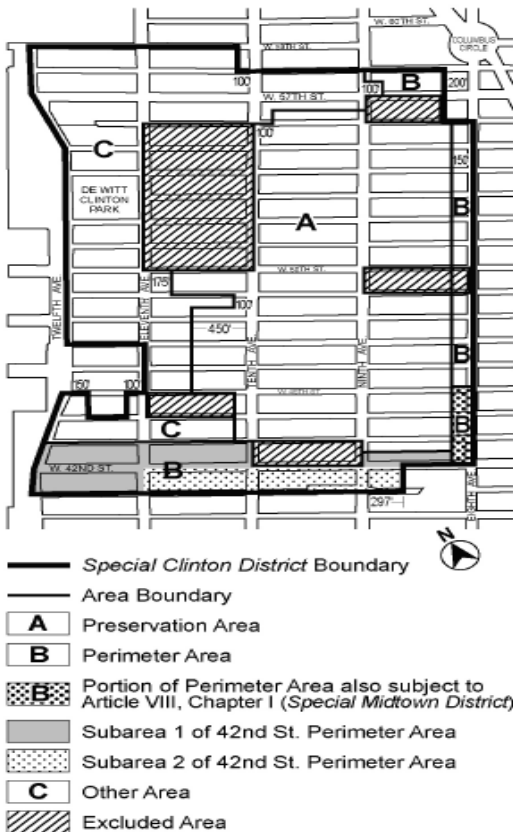 W. 60TH ST.
COLUMBUS
CIRCLE
W. 59TH ST.
100'
100'
B
200'
W. 57TH ST.
100'
150'
C
DE WITT
CLINTON
PARK
A
B
W. 50TH ST.
175'
100'
450'
TWELFTH AVE.
ELEVENTH AVE.
TENTH AVE.
NINTH AVE.
B
150'
100'
W. 45TH ST.
C
B
W. 42ND ST.
B
297'
EIGHTH AVE.
N
Special Clinton District Boundary
Area Boundary
A Preservation Area
B Perimeter Area
B Portion of Perimeter Area also subject to
Article VIII, Chapter I (Special Midtown District)
Subarea 1 of 42nd St. Perimeter Area
Subarea 2 of 42nd St. Perimeter Area
C Other Area
Excluded Area